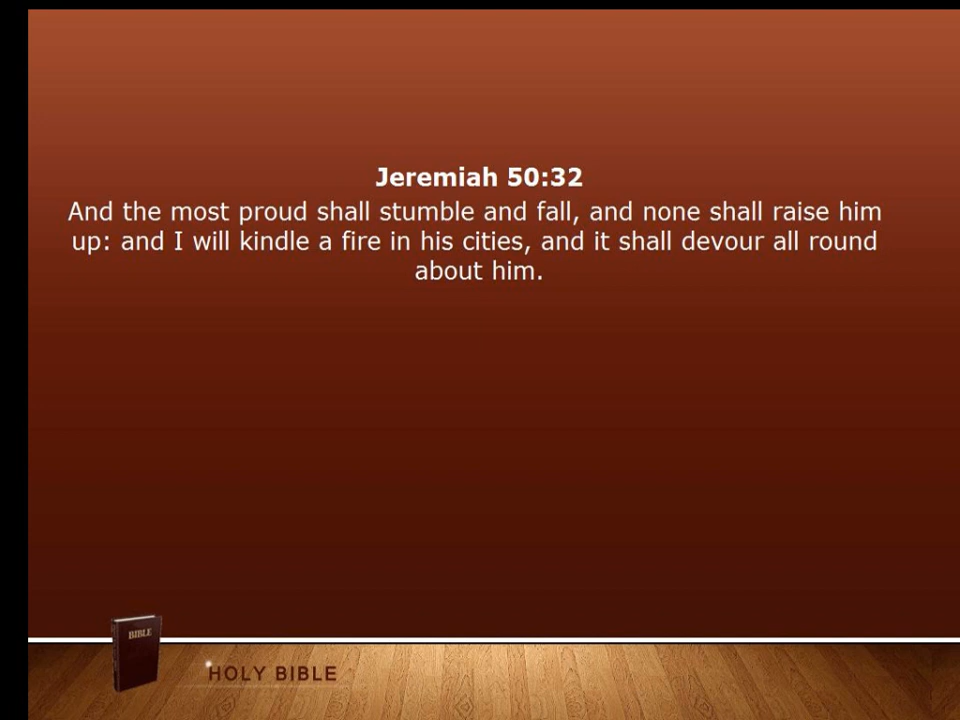 Jeremiah 50:32
And the most proud shall stumble and fall, and none shall raise him
up: and I will kindle a fire in his cities, and it shall devour all round
about him.
BIBLE
HOLY BIBLE